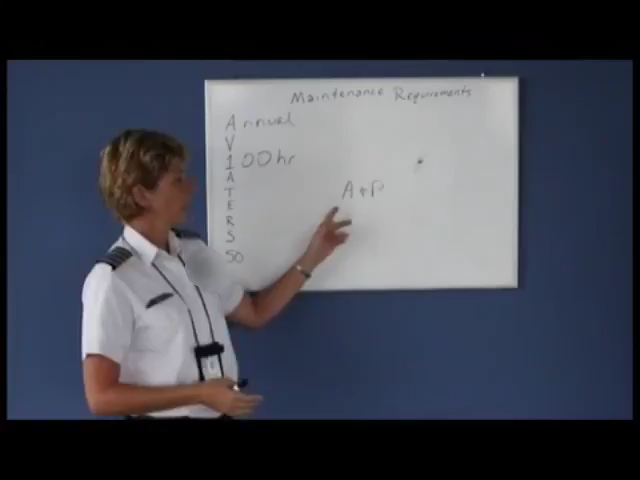 Maintenance Requirements
Annual
V
100hr
A
T
A + P
E
R
S
50